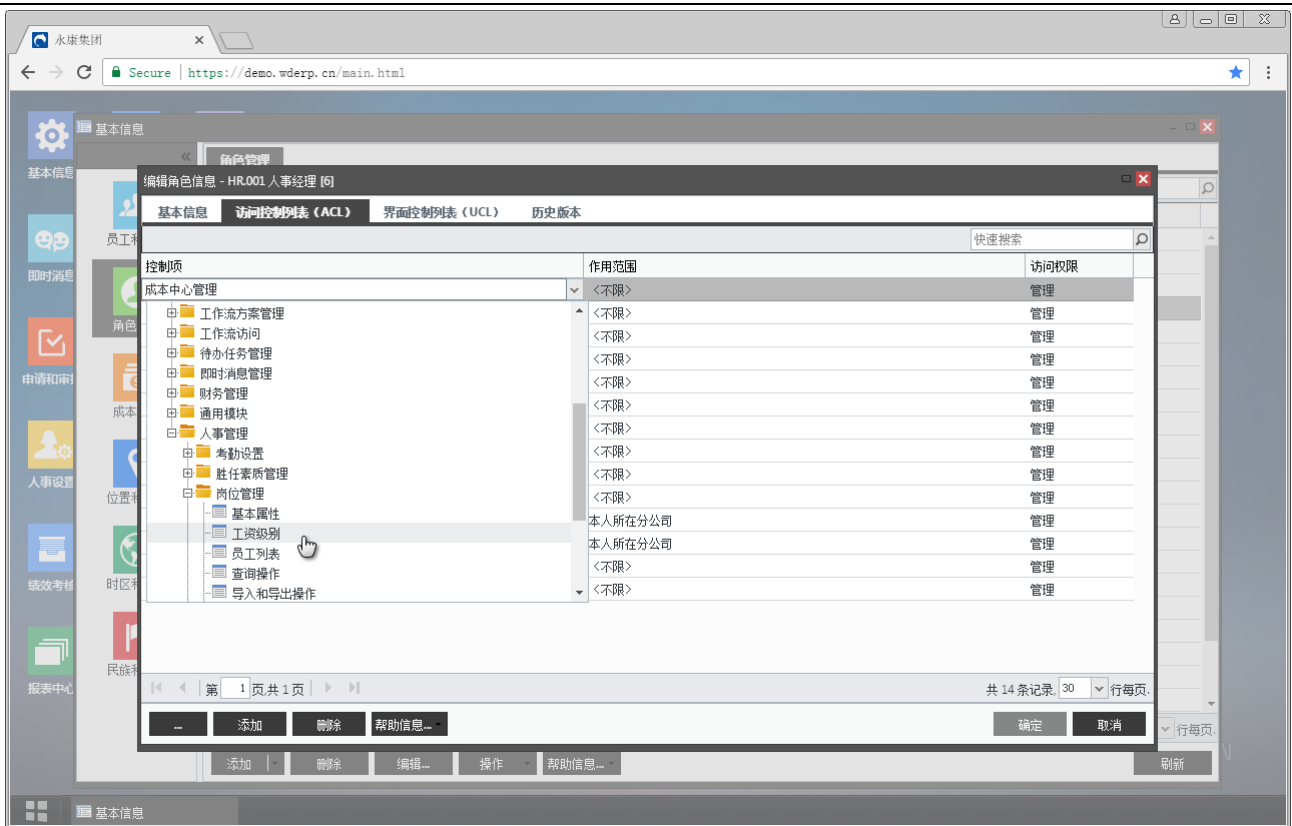 永康集团
Secure | https://demo.wderp.cn/main.html
基本信息
基本信息
角色管理
编辑角色信息 - HR.001 人事经理 [6]
基本信息 访问控制列表 (ACL) 界面控制列表 (UCL) 历史版本
快速搜索
员工和
即时消息
控制项 作用范围 访问权限
成本中心管理 <不限> 管理
工作流方案管理 <不限> 管理
角色
工作流访问 <不限> 管理
待办任务管理 <不限> 管理
即时消息管理 <不限> 管理
申请和审批
财务管理 <不限> 管理
成本
通用模块 <不限> 管理
人事管理 <不限> 管理
考勤设置 <不限> 管理
胜任素质管理 <不限> 管理
人事设置
位置和
岗位管理 <不限> 管理
基本属性 本人所在分公司 管理
工资级别 本人所在分公司 管理
员工列表 <不限> 管理
查询操作 <不限> 管理
导入和导出操作
绩效考核
时区和
民族和
报表中心
第 1 页,共 1 页 共 14 条记录, 30 行每页.
... 添加 删除 帮助信息... 确定 取消
行每页.
添加 删除 编辑... 操作 帮助信息... 刷新
基本信息